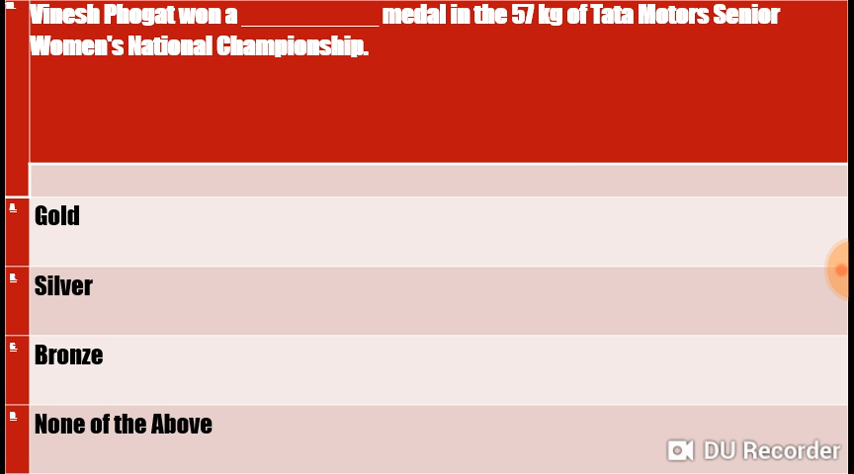 Vinesh Phogat won a ____________ medal in the 57 kg of Tata Motors Senior
Women's National Championship.
Gold
Silver
Bronze
None of the Above
DU Recorder